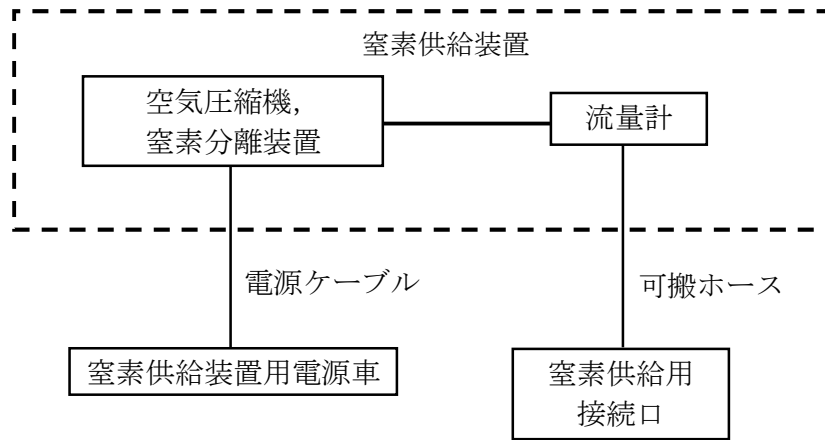 窒素供給装置
空気圧縮機,
窒素分離装置
流量計
電源ケーブル
可搬ホース
窒素供給装置用電源車
窒素供給用
接続口